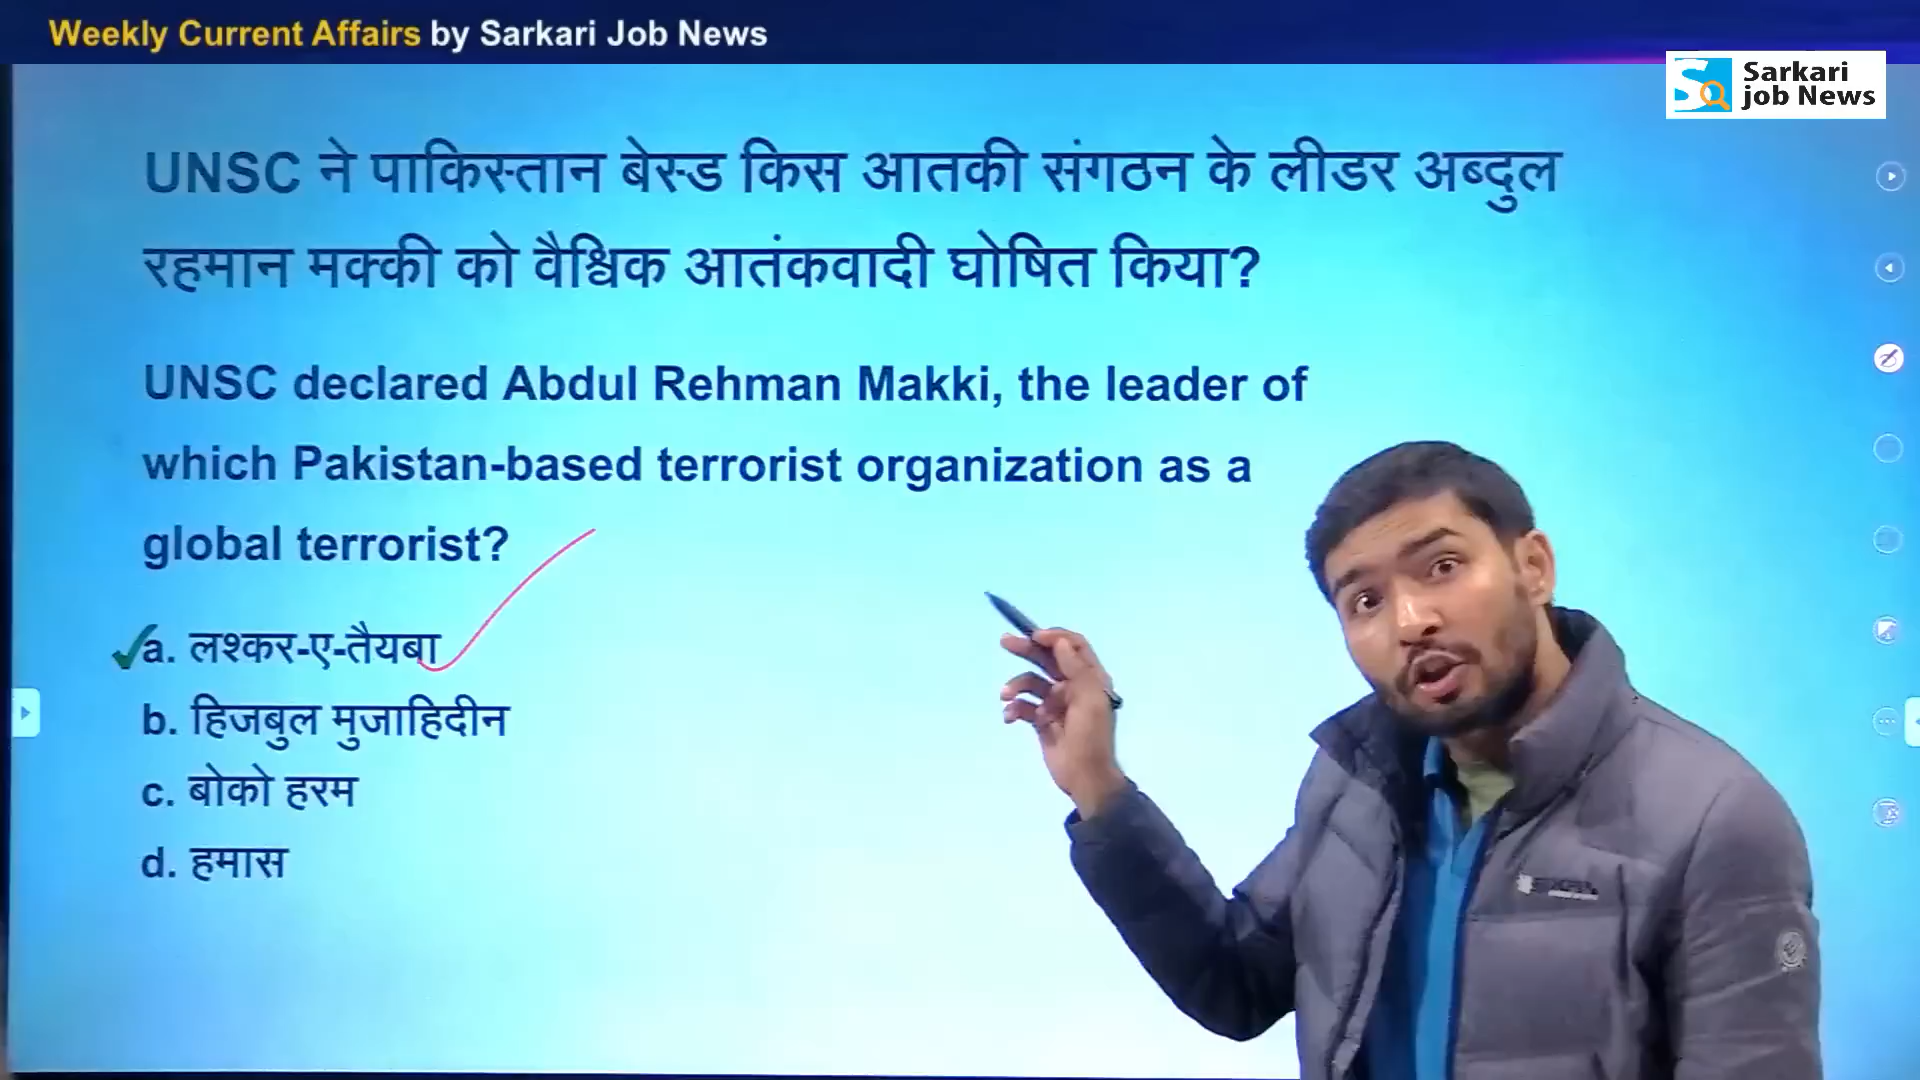 Weekly Current Affairs by Sarkari Job News
Sarkari
job News
UNSC ने पाकिस्तान बेस्ड किस आतकी संगठन के लीडर अब्दुल
रहमान मक्की को वैश्विक आतंकवादी घोषित किया?
UNSC declared Abdul Rehman Makki, the leader of
which Pakistan-based terrorist organization as a
global terrorist?
a. लश्कर-ए-तैयबा
b. हिजबुल मुजाहिदीन
c. बोको हरम
d. हमास